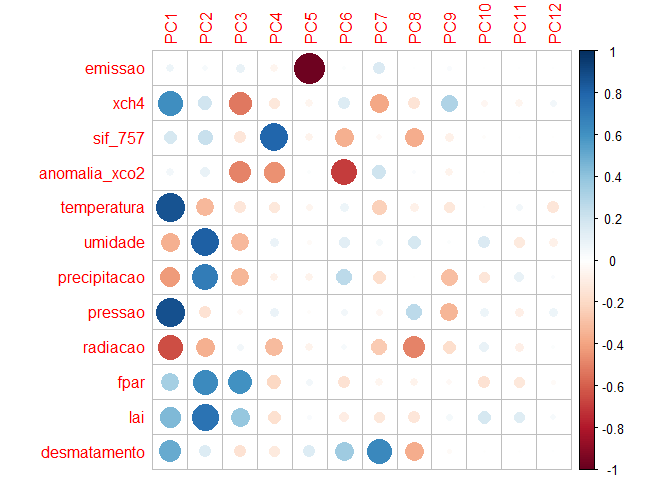 PC1 PC2 PC3 PC4 PC5 PC6 PC7 PC8 PC9 PC10 PC11 PC12
emissao
xch4
sif_757
anomalia_xco2
temperatura
umidade
precipitacao
pressao
radiacao
fpar
lai
desmatamento
1
0.8
0.6
0.4
0.2
0
-0.2
-0.4
-0.6
-0.8
-1